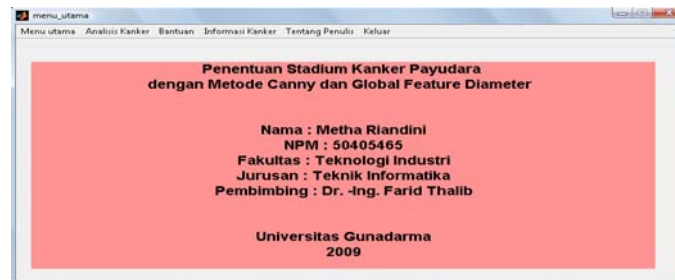 menu_utama
Menu utama Analisis Kanker Bantuan Informasi Kanker Tentang Penulis Keluar
Penentuan Stadium Kanker Payudara
dengan Metode Canny dan Global Feature Diameter
Nama : Metha Riandini
NPM : 50405465
Fakultas : Teknologi Industri
Jurusan : Teknik Informatika
Pembimbing : Dr. -Ing. Farid Thalib
Universitas Gunadarma
2009